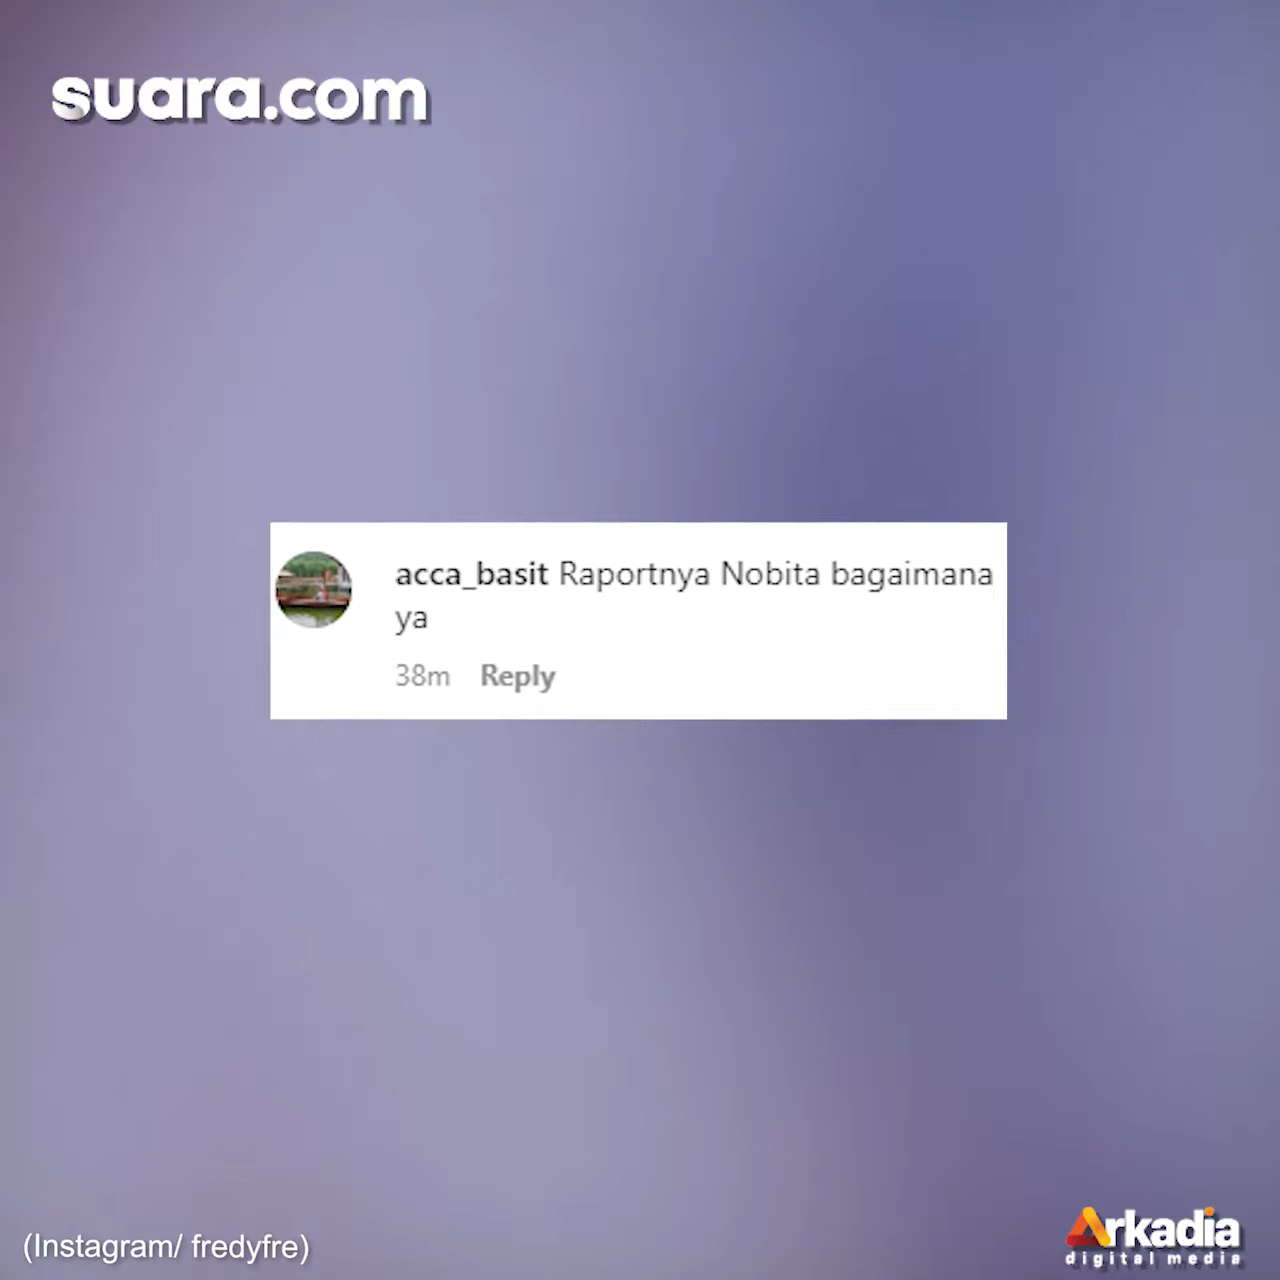 suara.com
acca_basit Raportnya Nobita bagaimana
ya
38m Reply
(Instagram/ fredyfre)
Arkadia
digital media